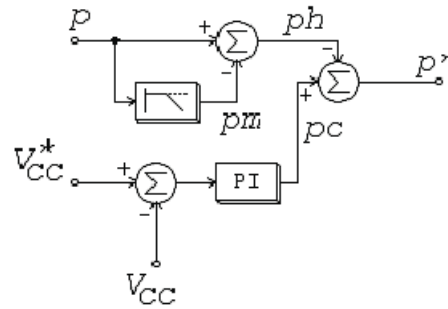 p + Σ ph - Σ p'
- pm + pc
V*CC + Σ PI
-
VCC